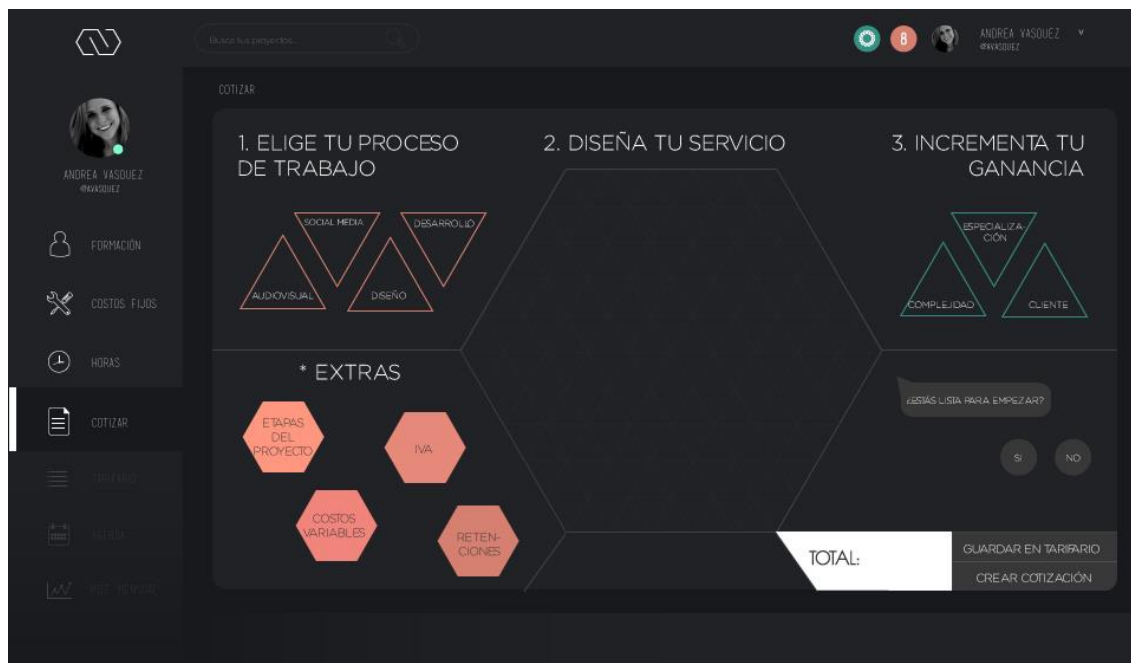 Busca tus proyectos...
8
ANDREA VASQUEZ
@AVASQUEZ
ANDREA VASQUEZ
@AVASQUEZ
FORMACIÓN
COSTOS FIJOS
HORAS
COTIZAR
TARIFARIO
AGENDA
COTIZAR
1. ELIGE TU PROCESO
DE TRABAJO
SOCIAL MEDIA
DESARROLLO
AUDIOVISUAL
DISEÑO
2. DISEÑA TU SERVICIO
3. INCREMENTA TU
GANANCIA
ESPECIALIZA-
CIÓN
COMPLEJIDAD
CLIENTE
* EXTRAS
ETAPAS
DEL
PROYECTO
IVA
COSTOS
VARIABLES
RETEN-
CIONES
¿ESTÁS LISTA PARA EMPEZAR?
SI
NO
TOTAL:
GUARDAR EN TARIFARIO
CREAR COTIZACIÓN